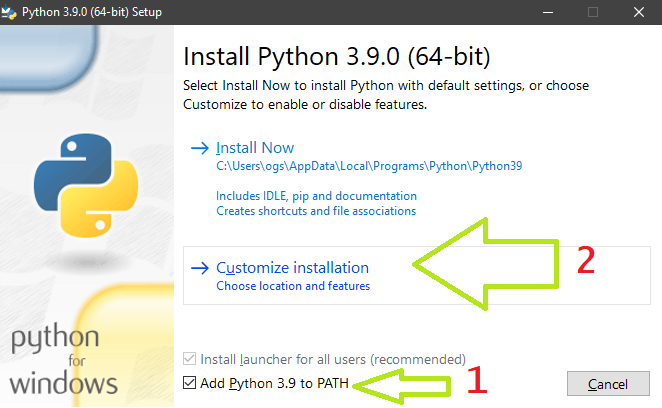 Python 3.9.0 (64-bit) Setup
Install Python 3.9.0 (64-bit)
Select Install Now to install Python with default settings, or choose
Customize to enable or disable features.
Install Now
C:\Users\ogs\AppData\Local\Programs\Python\Python39
Includes IDLE, pip and documentation
Creates shortcuts and file associations
Customize installation
Choose location and features
2
python
for
windows
Install launcher for all users (recommended)
Add Python 3.9 to PATH
1
Cancel